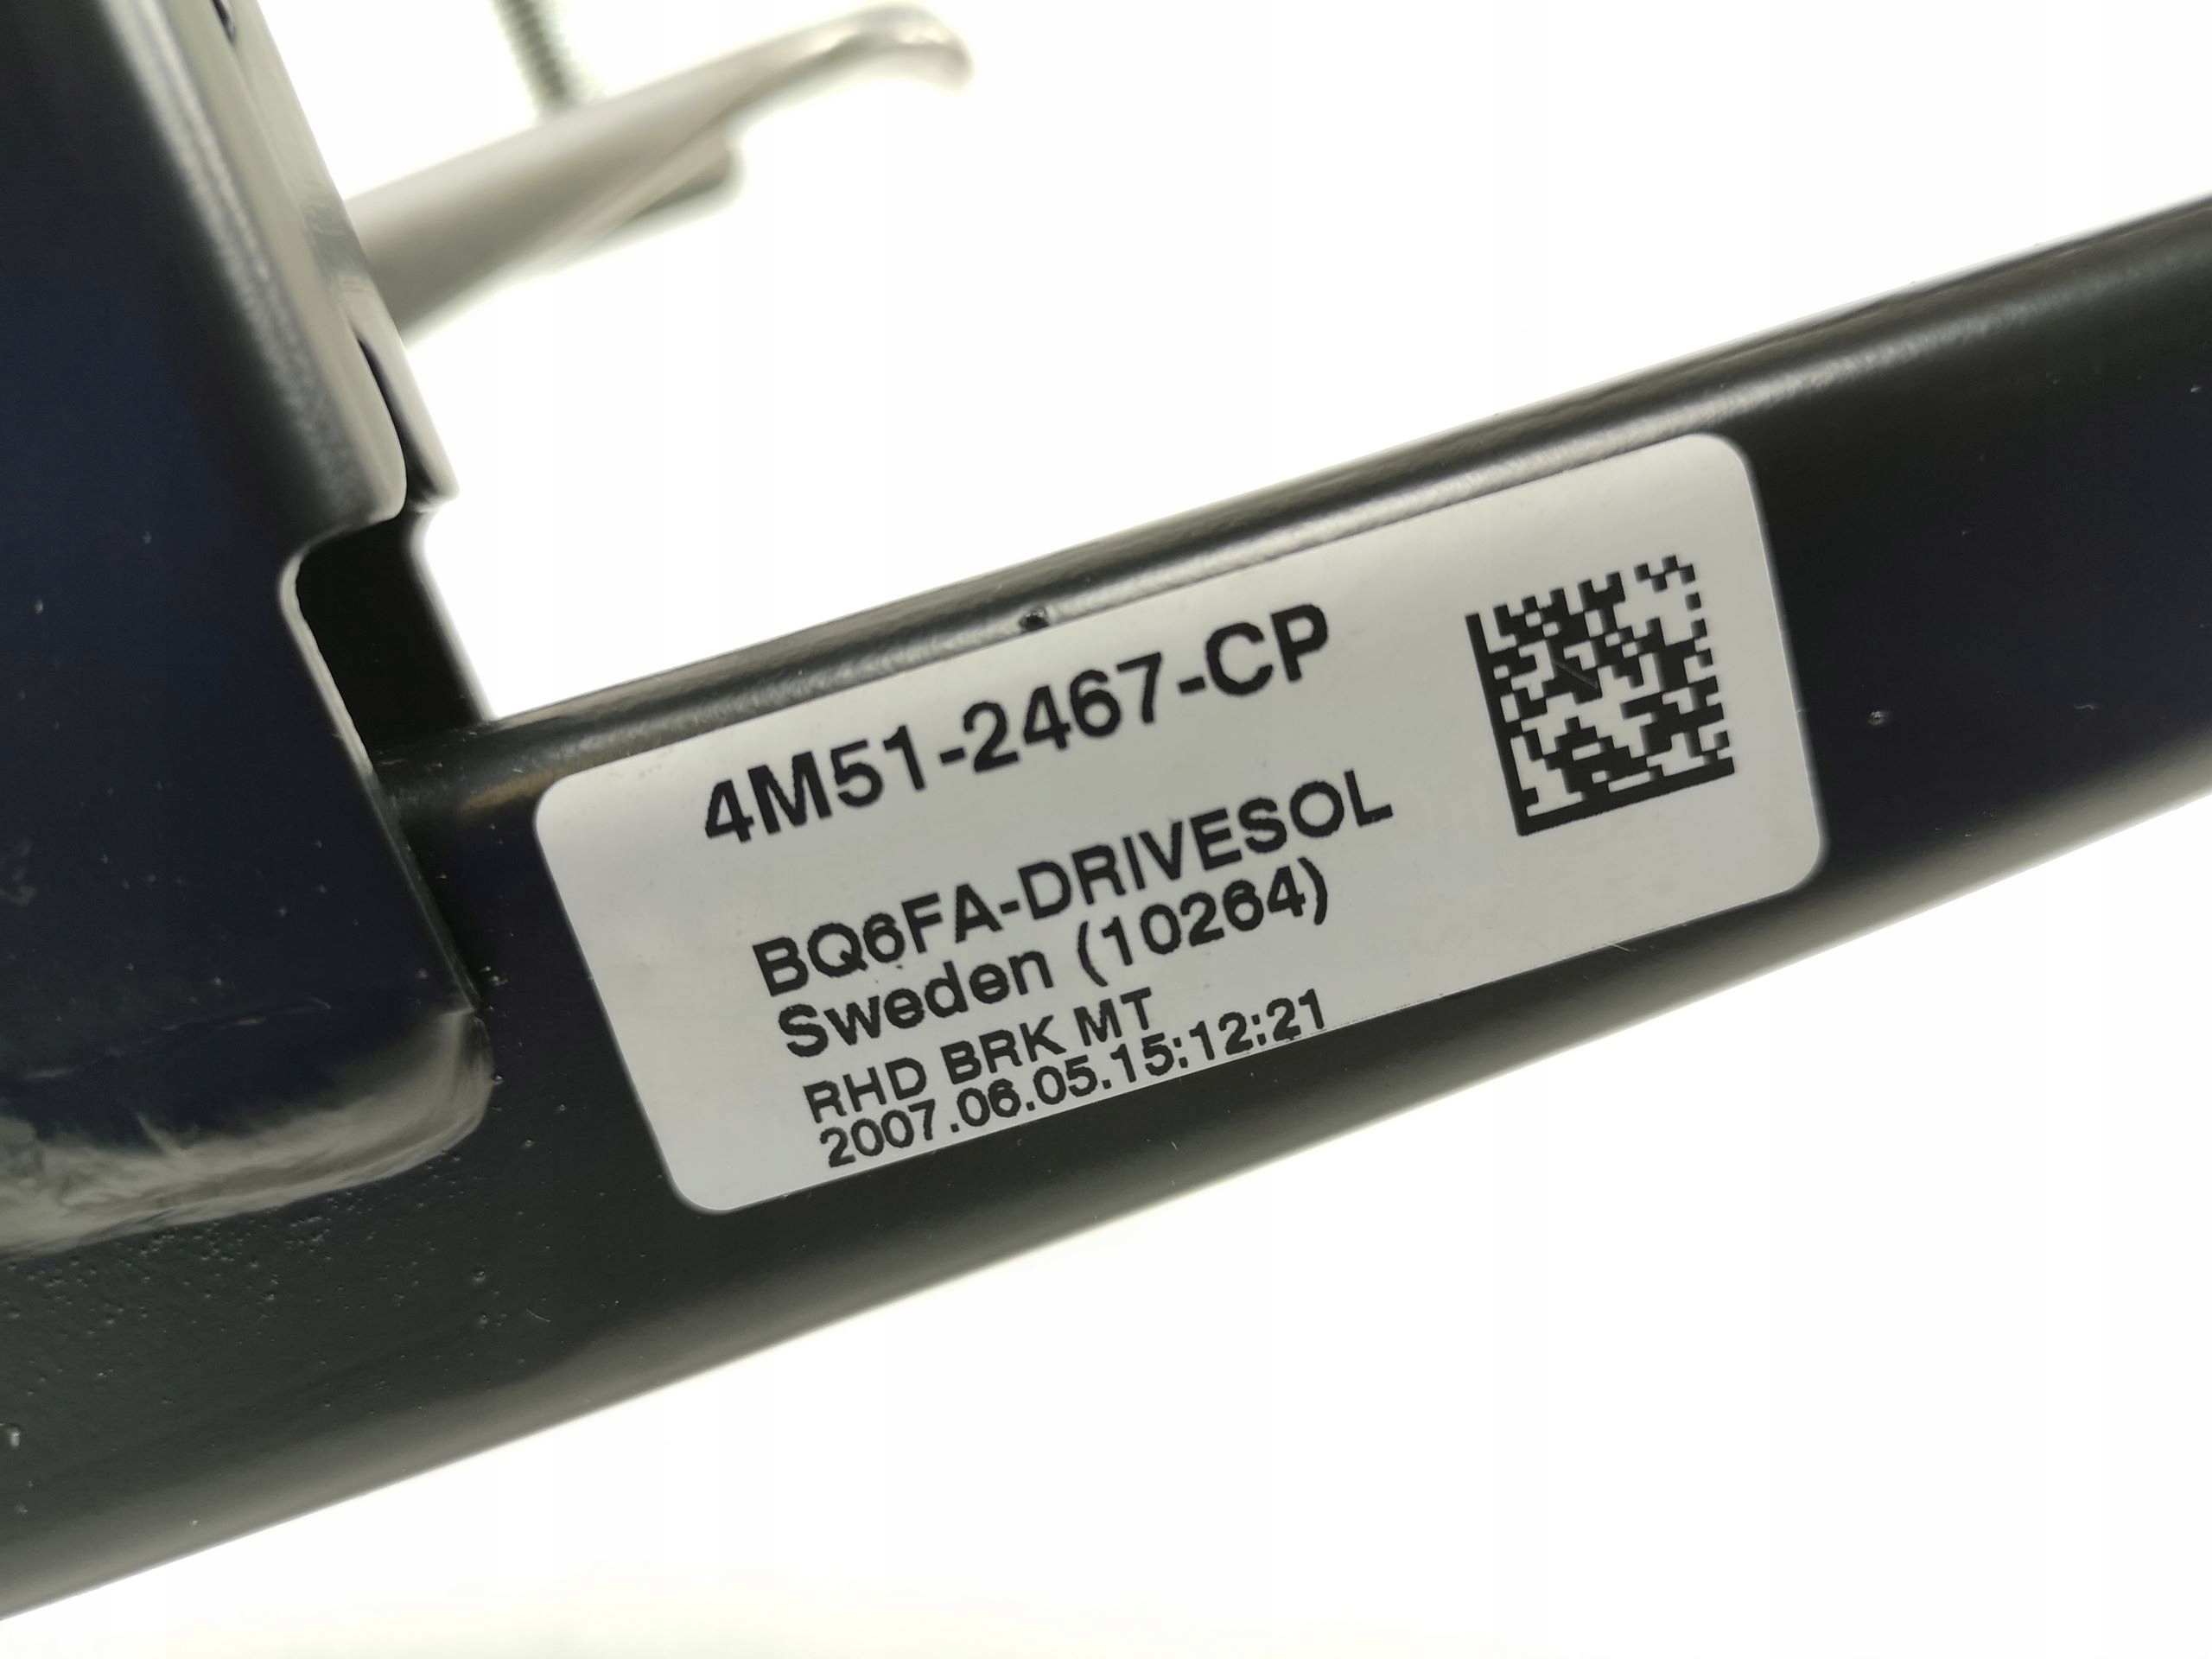 4M51-2467-CP
BQ6FA-DRIVESOL
Sweden (10264)
RHD BRK MT
2007.06.05.15:12:21